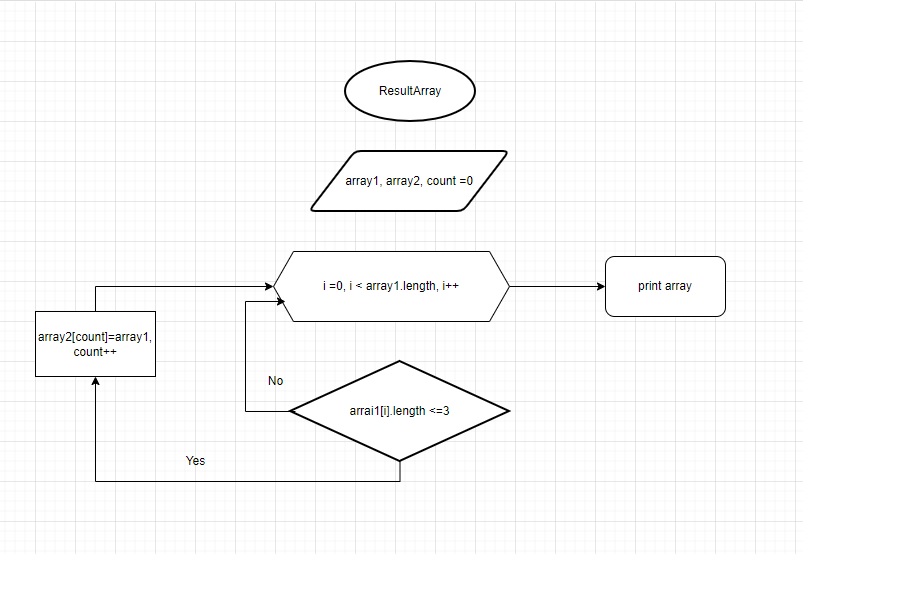 ResultArray
array1, array2, count =0
i =0, i < array1.length, i++
print array
array2[count]=array1,
count++
No
arrai1[i].length <=3
Yes